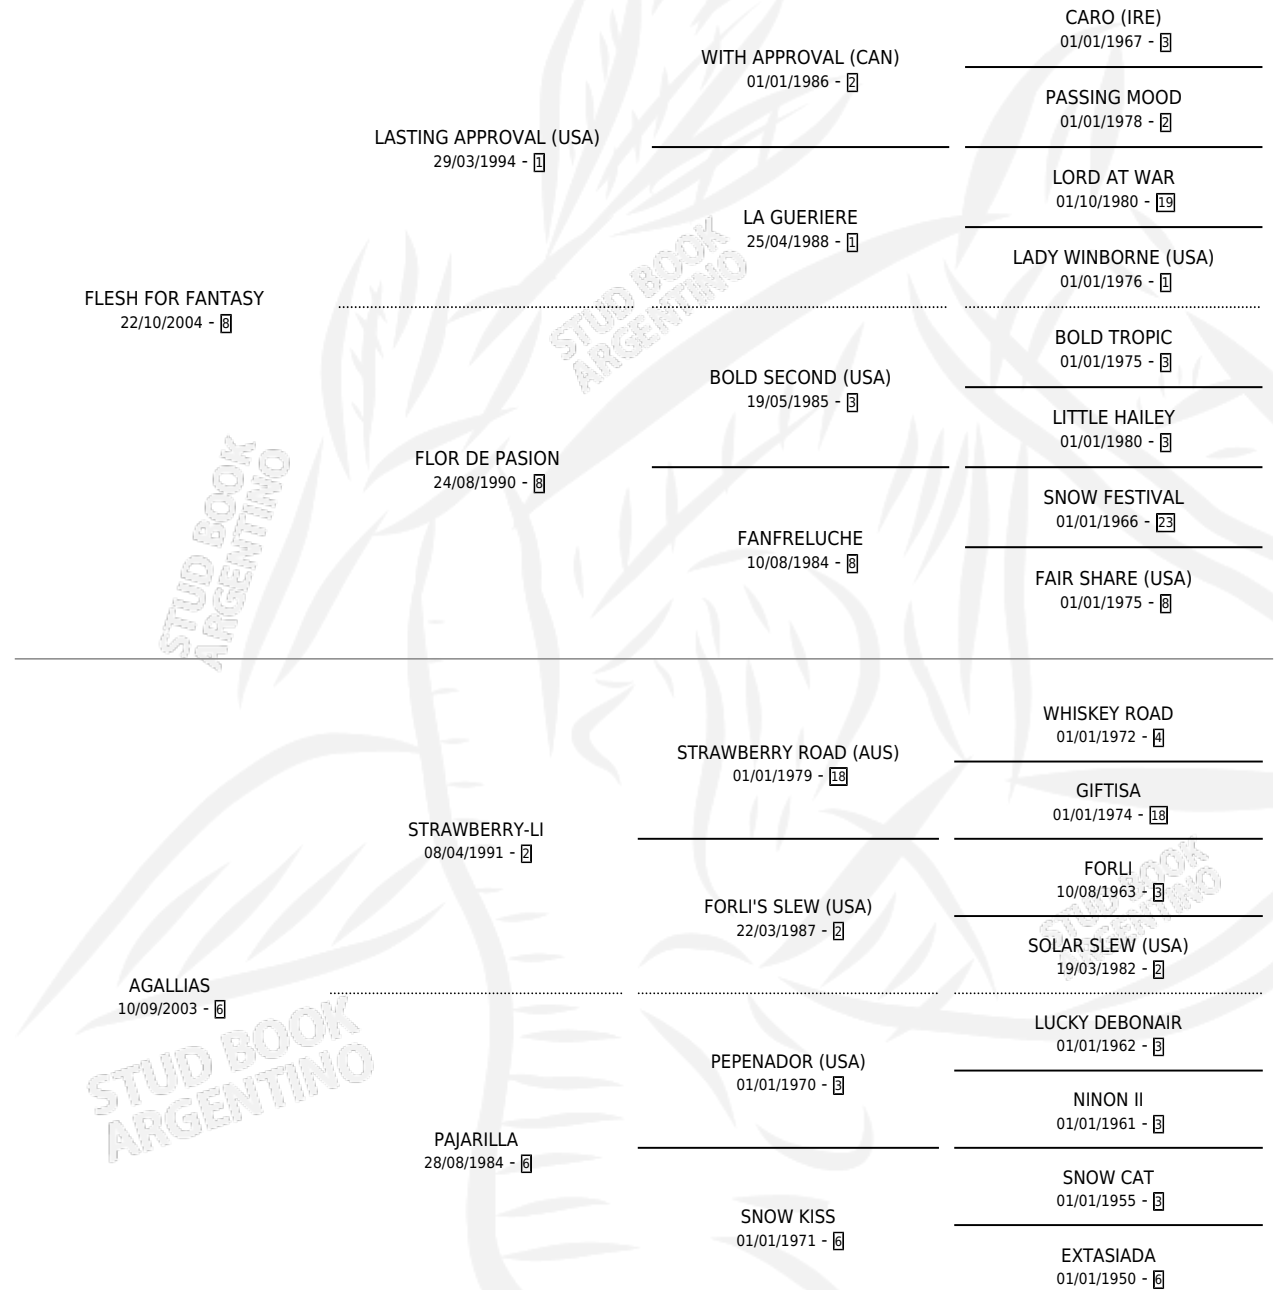 CARO (IRE)
01/01/1967 - 3
WITH APPROVAL (CAN)
01/01/1986 - 2
PASSING MOOD
01/01/1978 - 2
LASTING APPROVAL (USA)
29/03/1994 - 1
LORD AT WAR
01/10/1980 - 19
LA GUERIERE
25/04/1988 - 1
LADY WINBORNE (USA)
01/01/1976 - 1
FLESH FOR FANTASY
22/10/2004 - 8
STUD BOOK
ARGENTINO
BOLD TROPIC
01/01/1975 - 3
BOLD SECOND (USA)
19/05/1985 - 3
LITTLE HAILEY
01/01/1980 - 3
FLOR DE PASION
24/08/1990 - 8
SNOW FESTIVAL
01/01/1966 - 23
FANFRELUCHE
10/08/1984 - 8
FAIR SHARE (USA)
01/01/1975 - 8
STUD BOOK
ARGENTINO
WHISKEY ROAD
01/01/1972 - 4
STRAWBERRY ROAD (AUS)
01/01/1979 - 18
GIFTISA
01/01/1974 - 18
STRAWBERRY-LI
08/04/1991 - 2
FORLI
10/08/1963 - 3
FORLI'S SLEW (USA)
22/03/1987 - 2
SOLAR SLEW (USA)
19/03/1982 - 2
STUD BOOK
ARGENTINO
AGALLIAS
10/09/2003 - 6
LUCKY DEBONAIR
01/01/1962 - 3
PEPENADOR (USA)
01/01/1970 - 3
NINON II
01/01/1961 - 3
PAJARILLA
28/08/1984 - 6
SNOW CAT
01/01/1955 - 3
SNOW KISS
01/01/1971 - 6
EXTASIADA
01/01/1950 - 6
STUD BOOK
ARGENTINO